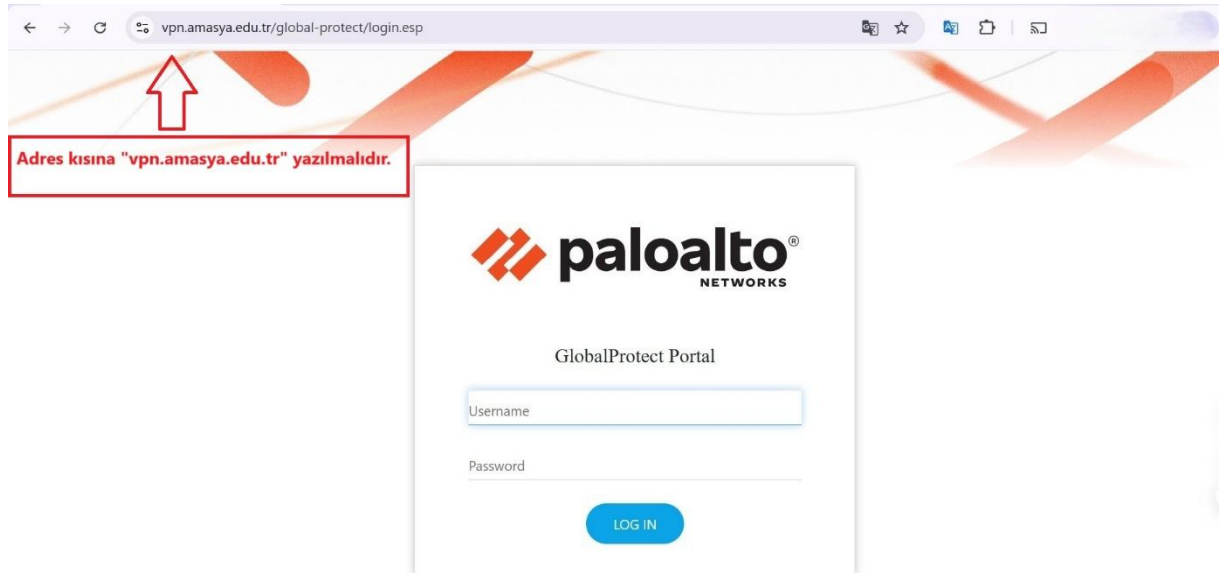 vpn.amasya.edu.tr/global-protect/login.esp
Adres kısına "vpn.amasya.edu.tr" yazılmalıdır.
paloalto®
NETWORKS
GlobalProtect Portal
Username
Password
LOG IN